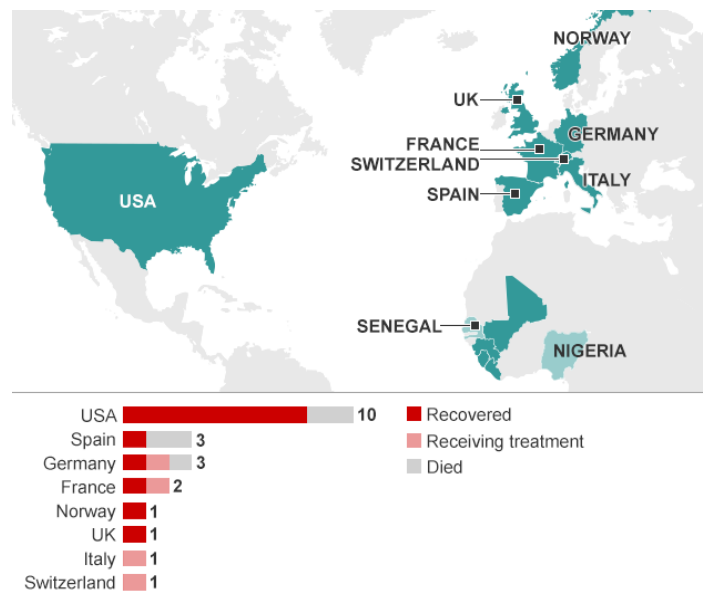 NORWAY
UK
FRANCE
GERMANY
SWITZERLAND
ITALY
USA
SPAIN
SENEGAL
NIGERIA
USA 10
Recovered
Spain 3
Receiving treatment
Germany 3
Died
France 2
Norway 1
UK 1
Italy 1
Switzerland 1